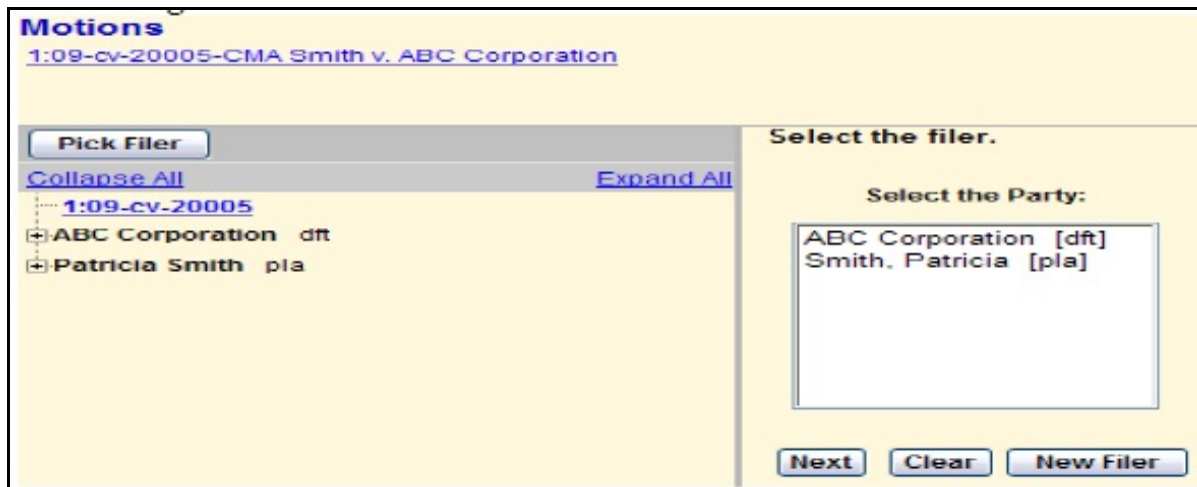 Motions
1:09-cv-20005-CMA Smith v. ABC Corporation
Pick Filer
Collapse All Expand All
1:09-cv-20005
ABC Corporation dft
Patricia Smith pla
Select the filer.
Select the Party:
ABC Corporation [dft]
Smith, Patricia [pla]
Next Clear New Filer